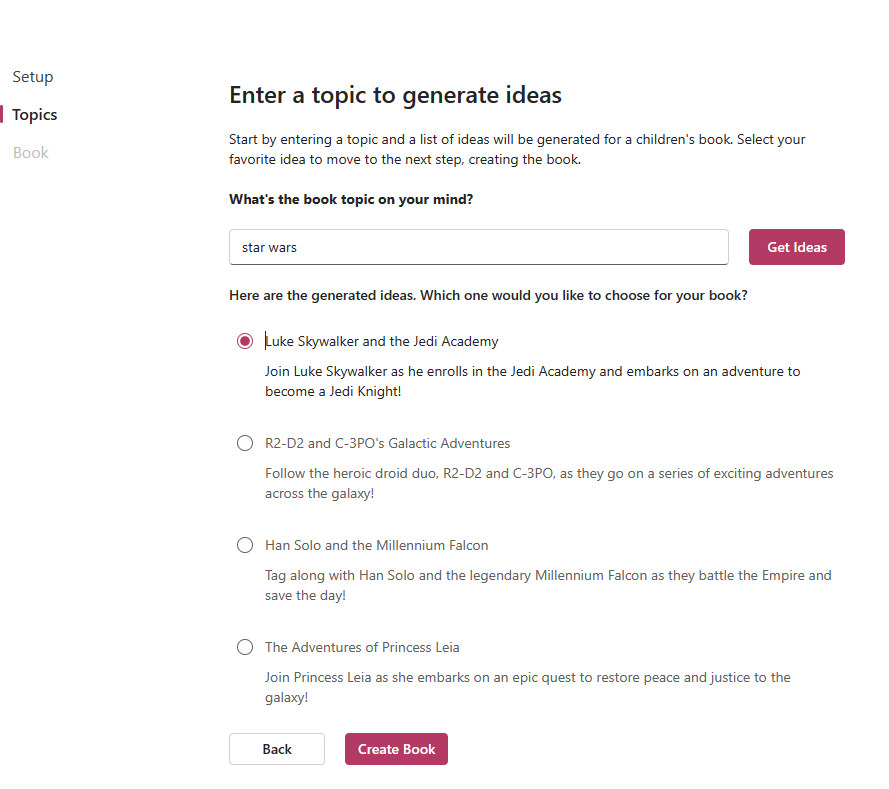 Setup
Topics
Book
Enter a topic to generate ideas
Start by entering a topic and a list of ideas will be generated for a children's book. Select your
favorite idea to move to the next step, creating the book.
What's the book topic on your mind?
star wars
Get Ideas
Here are the generated ideas. Which one would you like to choose for your book?
Luke Skywalker and the Jedi Academy
Join Luke Skywalker as he enrolls in the Jedi Academy and embarks on an adventure to
become a Jedi Knight!
R2-D2 and C-3PO's Galactic Adventures
Follow the heroic droid duo, R2-D2 and C-3PO, as they go on a series of exciting adventures
across the galaxy!
Han Solo and the Millennium Falcon
Tag along with Han Solo and the legendary Millennium Falcon as they battle the Empire and
save the day!
The Adventures of Princess Leia
Join Princess Leia as she embarks on an epic quest to restore peace and justice to the
galaxy!
Back
Create Book